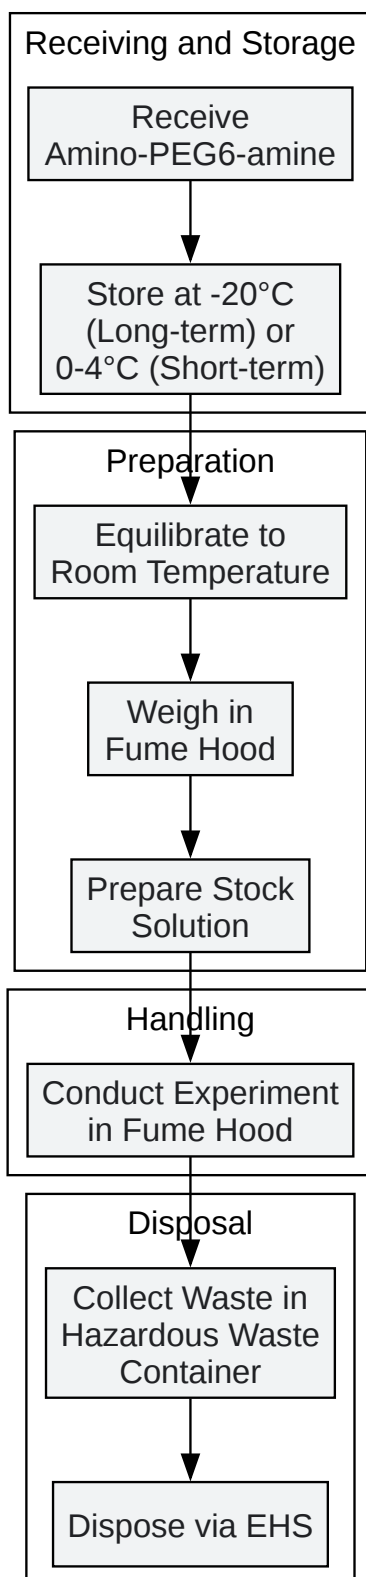 Receiving and Storage
Receive
Amino-PEG6-amine
Store at -20°C
(Long-term) or
0-4°C (Short-term)
Preparation
Equilibrate to
Room Temperature
Weigh in
Fume Hood
Prepare Stock
Solution
Handling
Conduct Experiment
in Fume Hood
Disposal
Collect Waste in
Hazardous Waste
Container
Dispose via EHS